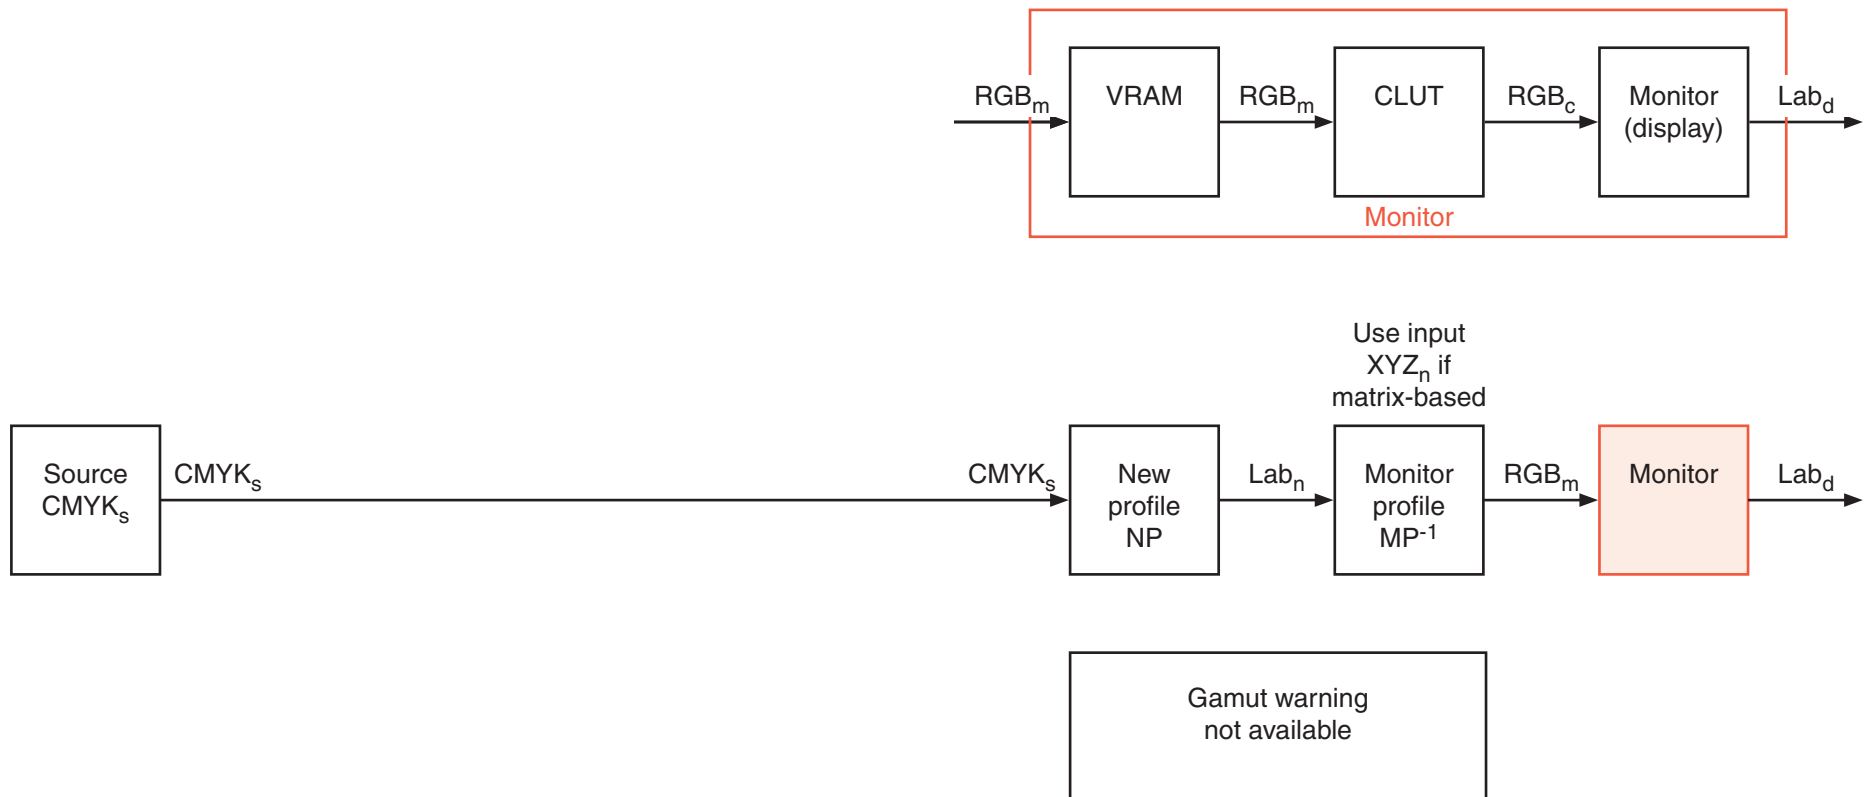 RGBm
VRAM
RGBm
CLUT
RGBc
Monitor
(display)
Labd
Monitor
Use input
XYZn if
matrix-based
Source
CMYKs
CMYKs
CMYKs
New
profile
NP
Labn
Monitor
profile
MP-1
RGBm
Monitor
Labd
Gamut warning
not available